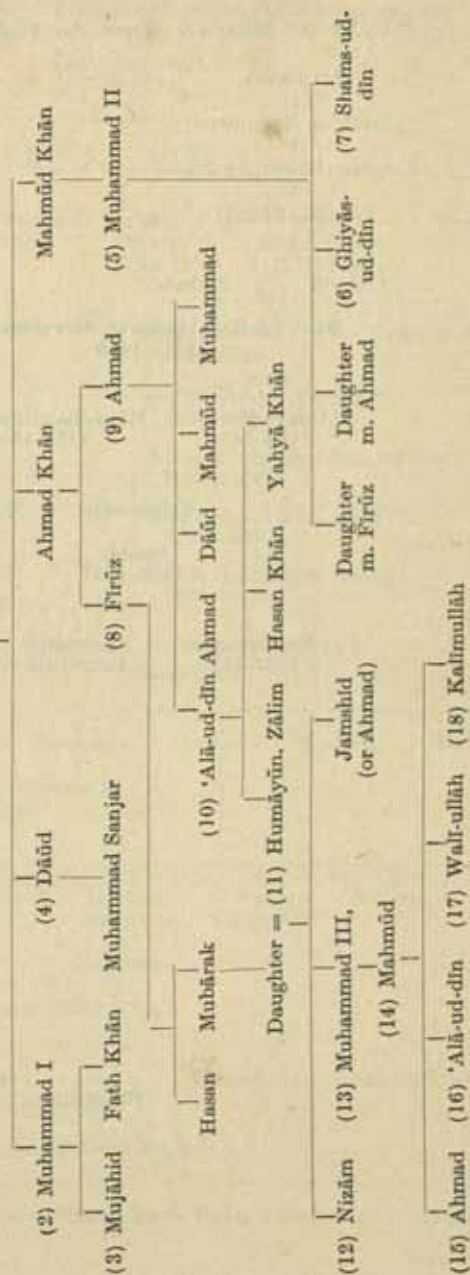 (2) Muhammad I (4) Dāūd Ahmad Khān Mahmūd Khān
(3) Mujāhid Fath Khān Muhammad Sanjar (8) Fīrūz (9) Ahmad (5) Muhammad II
Hasan Mubārak (10) ‘Alā-ud-dīn Ahmad Dāūd Mahmūd Muhammad
Daughter = (11) Humāyūn, Zālim Hasan Khān Yahyā Khān
(12) Nizām (13) Muhammad III, Jamshīd Daughter Daughter (6) Ghiyās- (7) Shams-ud-
(or Ahmad) m. Fīrūz m. Ahmad ud-dīn dīn
(14) Mahmūd
(15) Ahmad (16) ‘Alā-ud-dīn (17) Walī-ullāh (18) Kalīmullāh